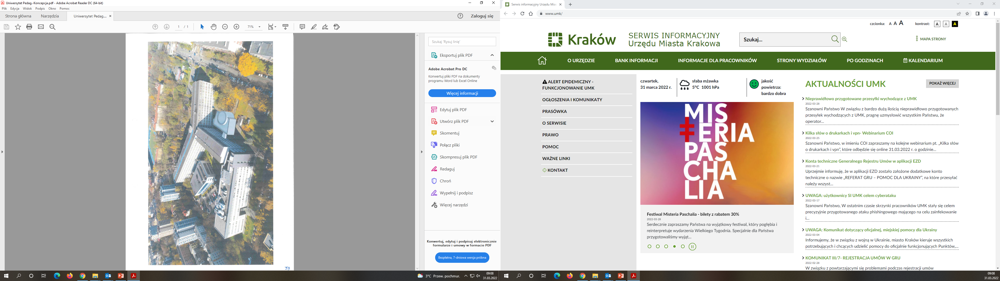 Uniwersytet Pedag.-Koncepcja.pdf - Adobe Acrobat Reader DC (64-bit)
Plik Edycja Widok Podpis Okno Pomoc
Strona główna Narzędzia Uniwersytet Pedag.... × Zaloguj się
1 / 1 71%
Szukaj 'Rysuj linię'
Eksportuj plik PDF
Adobe Acrobat Pro DC
Konwertuj pliki PDF na dokumenty
programu Word lub Excel Online
Więcej informacji
Edytuj plik PDF
Utwórz plik PDF
Skomentuj
Połącz pliki
Skompresuj plik PDF
Redaguj
Chroń
Wypełnij i podpisz
Więcej narzędzi
Konwertuj, edytuj i podpisuj elektronicznie
formularze i umowy w formacie PDF
Bezpłatna, 7-dniowa wersja próbna
33
3°C Przew. pochmur. 09:08
31.03.2022
Serwis informacyjny Urzędu Mias
www.umk/
czcionka: A A A kontrast: A A A
Kraków
SERWIS INFORMACYJNY
Urzędu Miasta Krakowa
Szukaj...
MAPA STRONY
O URZĘDZIE BANK INFORMACJI INFORMACJE DLA PRACOWNIKÓW STRONY WYDZIAŁÓW PO GODZINACH KALENDARIUM
ALERT EPIDEMICZNY -
FUNKCJONOWANIE UMK
OGŁOSZENIA I KOMUNIKATY
PRASÓWKA
O SERWISIE
PRAWO
POMOC
WAŻNE LINKI
KONTAKT
czwartek,
31 marca 2022 r.
słaba mżawka
5°C 1001 hPa
jakość
powietrza:
bardzo dobra
MIS
ERIA
PAS
CHA
LIA
Festiwal Misteria Paschalia - bilety z rabatem 30%
2022-03-28
Serdecznie zapraszamy Państwa na wyjątkowy festiwal, który pogłębia i
reinterpretuje wydarzenia Wielkiego Tygodnia. Specjalnie dla Państwa
przygotowaliśmy wyjąt...
AKTUALNOŚCI UMK
POKAŻ WIĘCEJ
Nieprawidłowo przygotowane przesyłki wychodzące z UMK
2022-03-28
Szanowni Państwo W związku z bardzo dużą ilością nieprawidłowo przygotowanych
przesyłek wychodzących z UMK, pragnę uzmysłowić wszystkim Państwu, że
operator...
Kilka słów o drukarkach i vpn- Webinarium COI
2022-03-25
Szanowni Państwo, w imieniu COI zapraszamy na kolejne webinarium pt. „Kilka słów
o drukarkach i vpn”, które odbędzie się online 31.03.2022 r. o godzinie...
Konta techniczne Generalnego Rejestru Umów w aplikacji EZD
2022-03-21
Uprzejmie informuję, że w aplikacji EZD zostało założone dodatkowe konto
techniczne o nazwie „REFERAT GRU – POMOC DLA UKRAINY”, na które przesyłać
należy wszyst...
UWAGA: użytkownicy SI UMK celem cyberataku
2022-03-17
Szanowni Państwo, W ostatnim czasie skrzynki pracowników UMK stały się celem
precyzyjnie przygotowanego ataku phishingowego mającego na celu zainfekowanie
i...
UWAGA: Komunikat dotyczący oficjalnej, miejskiej pomocy dla Ukrainy
2022-03-04
Informujemy, że w związku z wojną w Ukrainie, miasto Kraków kieruje wszystkich
potrzebujących i chcących udzielić pomocy do oficjalnie funkcjonujących Punktów,...
KOMUNIKAT III/7- REJESTRACJA UMÓW W GRU
2022-02-28
W związku z powtarzającymi się problemami podczas rejestracji umów
09:08
31.03.2022